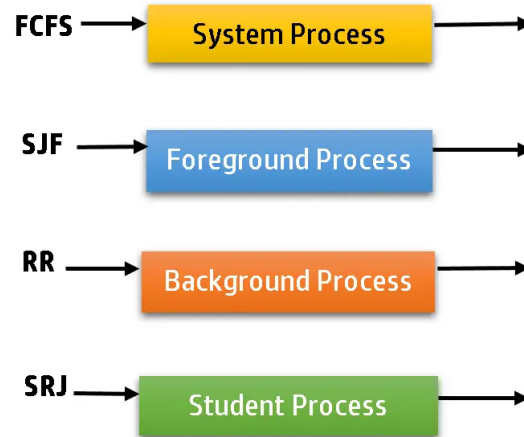 FCFS System Process
SJF Foreground Process
RR Background Process
SRJ Student Process